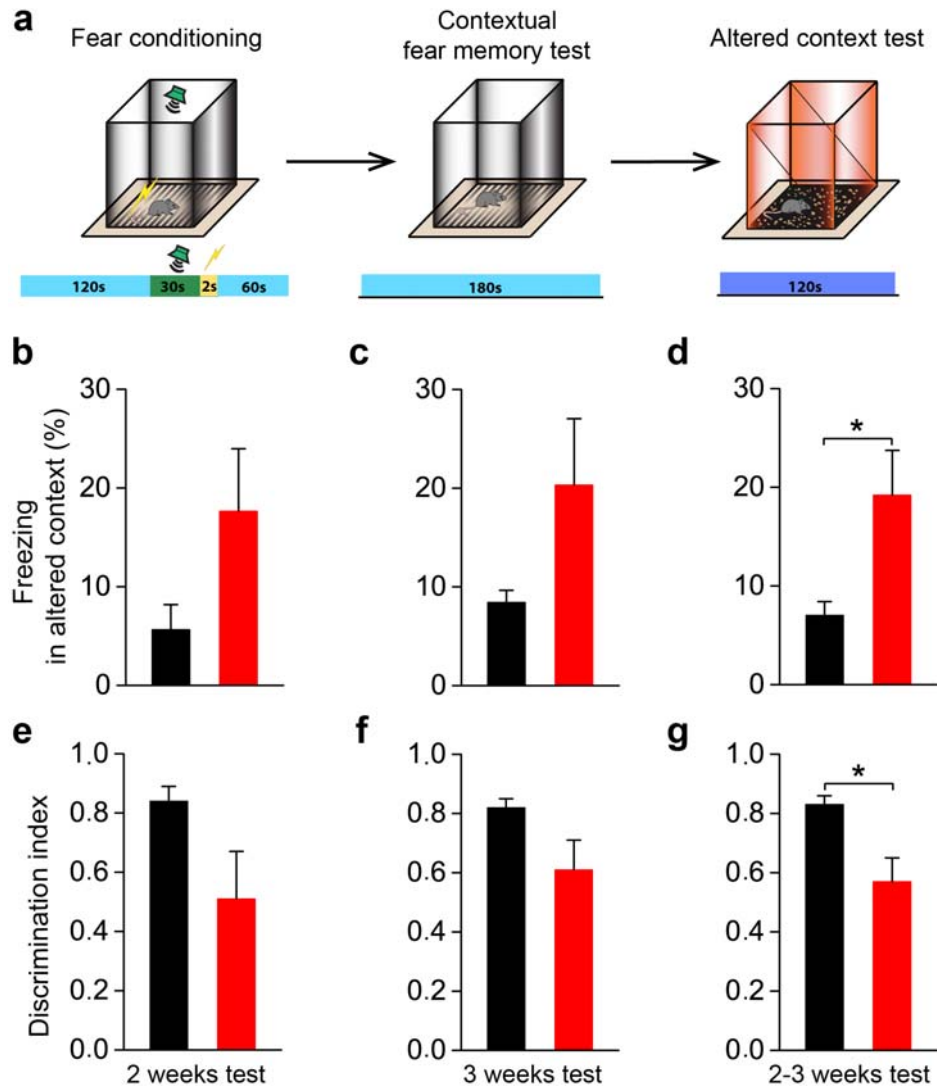 a
Fear conditioning
Contextual
fear memory test
Altered context test
120s 30s 2s 60s
180s
120s
b
c
d
Freezing
in altered context (%)
30
20
10
0
30
20
10
0
30
20
10
0
*
e
f
g
Discrimination index
1.0
0.8
0.6
0.4
0.2
0.0
1.0
0.8
0.6
0.4
0.2
0.0
1.0
0.8
0.6
0.4
0.2
0.0
*
2 weeks test
3 weeks test
2-3 weeks test